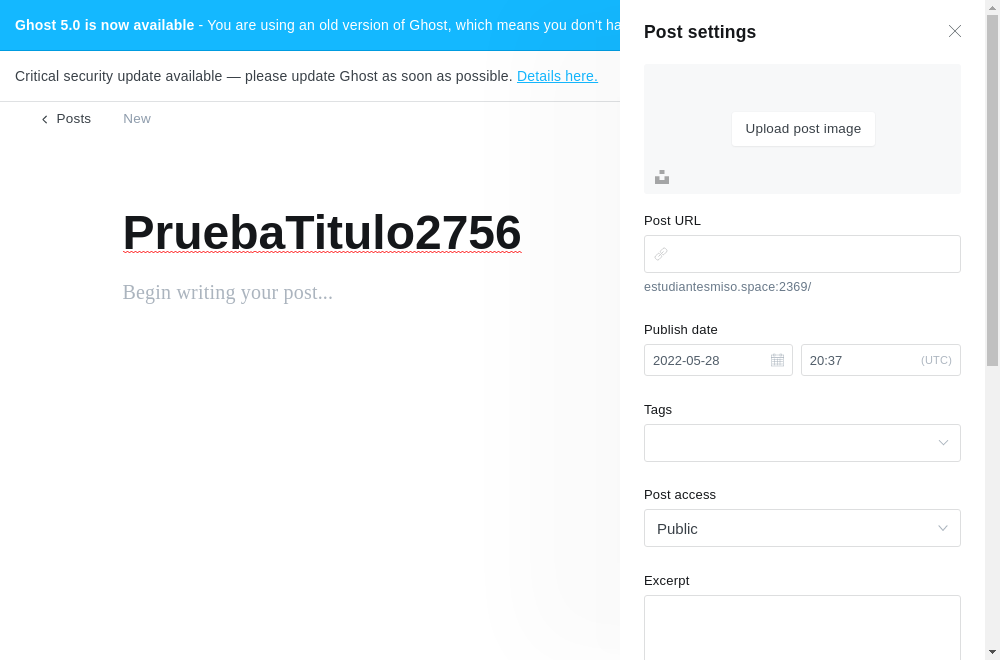 Ghost 5.0 is now available - You are using an old version of Ghost, which means you don't
Critical security update available — please update Ghost as soon as possible. Details here.
Posts New
PruebaTitulo2756
Begin writing your post...
Post settings
Upload post image
Post URL
estudiantesmiso.space:2369/
Publish date
2022-05-28 20:37 (UTC)
Tags
Post access
Public
Excerpt